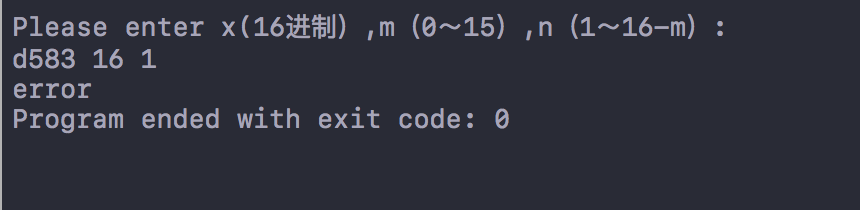 Please enter x(16进制）,m（0～15）,n（1～16-m）:
d583 16 1
error
Program ended with exit code: 0